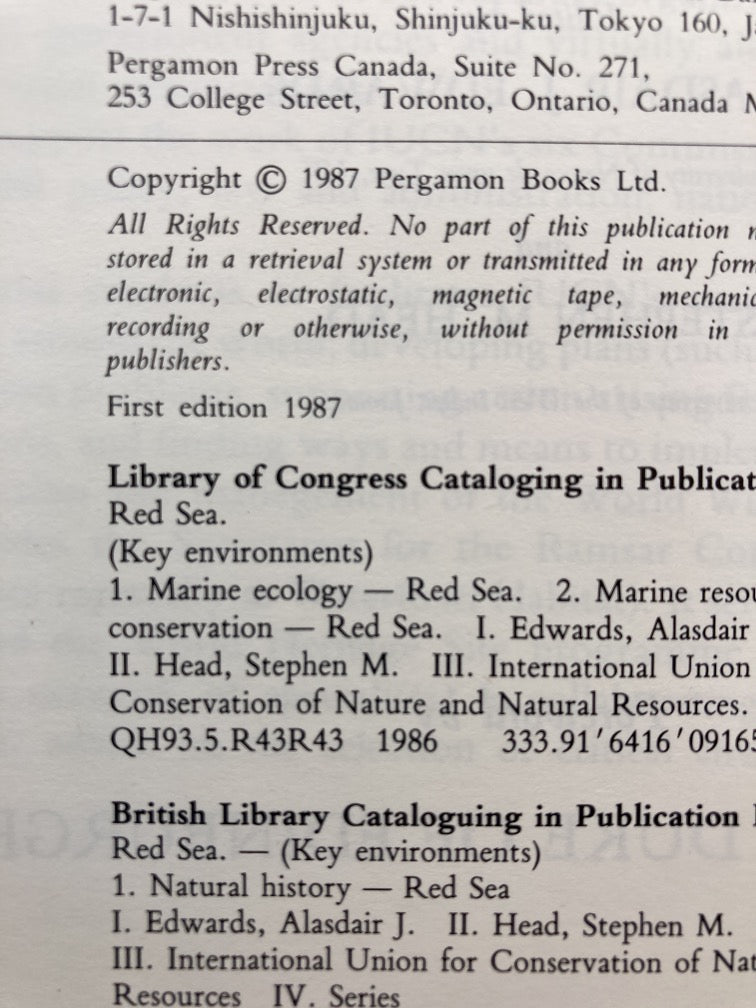 1-7-1 Nishishinjuku, Shinjuku-ku, Tokyo 160, J
Pergamon Press Canada, Suite No. 271,
253 College Street, Toronto, Ontario, Canada M
Copyright © 1987 Pergamon Books Ltd.
All Rights Reserved. No part of this publication
stored in a retrieval system or transmitted in any form
electronic, electrostatic, magnetic tape, mechanic
recording or otherwise, without permission in
publishers.
First edition 1987
Library of Congress Cataloging in Publicat
Red Sea.
(Key environments)
1. Marine ecology — Red Sea. 2. Marine resou
conservation — Red Sea. I. Edwards, Alasdair
II. Head, Stephen M. III. International Union
Conservation of Nature and Natural Resources.
QH93.5.R43R43 1986 333.91′6416′09165
British Library Cataloguing in Publication
Red Sea. — (Key environments)
1. Natural history — Red Sea
I. Edwards, Alasdair J. II. Head, Stephen M.
III. International Union for Conservation of Nat
Resources IV. Series